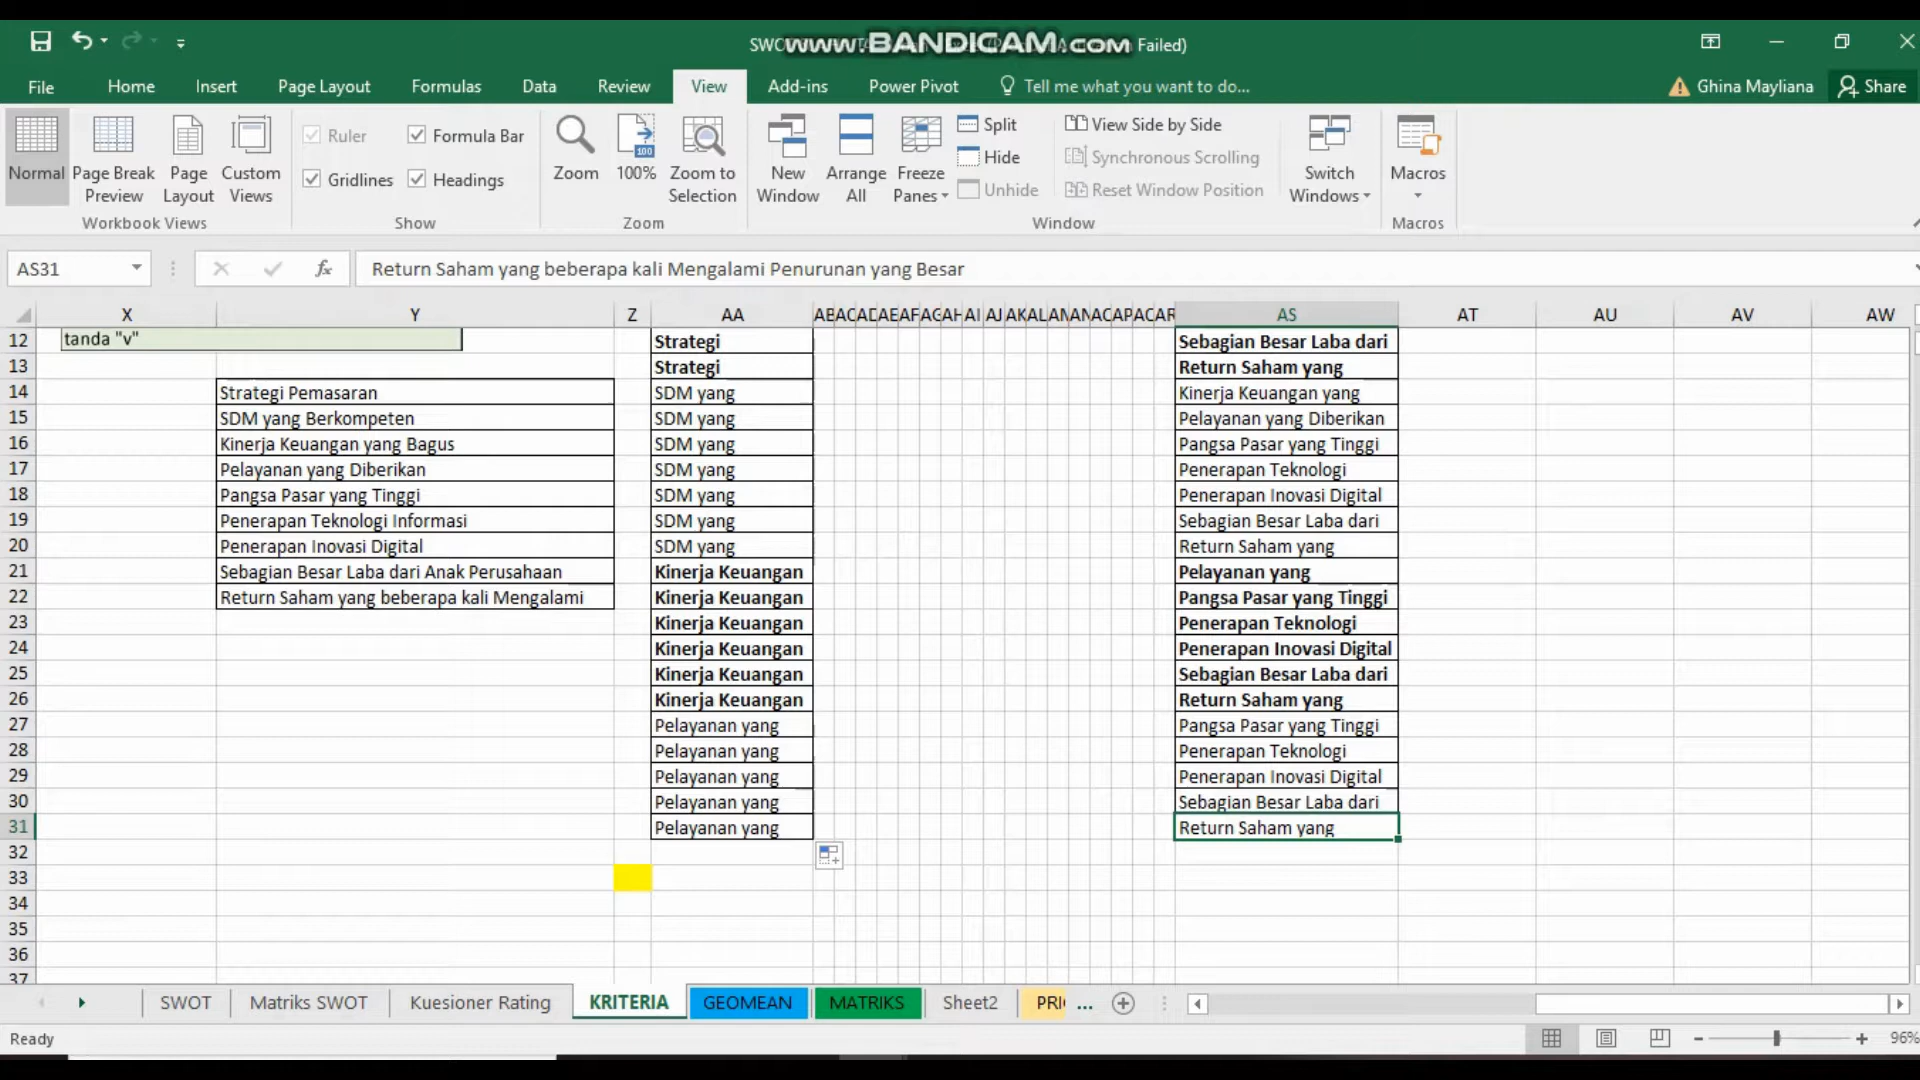 SWO
www.BANDICAM.com
Failed)
File
Home
Insert
Page Layout
Formulas
Data
Review
View
Add-ins
Power Pivot
Tell me what you want to do...
Ghina Mayliana
Share
Normal
Page Break Preview
Page Layout
Custom Views
Workbook Views
Ruler
Formula Bar
Gridlines
Headings
Show
Zoom
100%
Zoom to Selection
Zoom
New Window
Arrange All
Freeze Panes
Split
Hide
Unhide
View Side by Side
Synchronous Scrolling
Reset Window Position
Window
Switch Windows
Macros
Macros
AS31
fx
Return Saham yang beberapa kali Mengalami Penurunan yang Besar
X Y Z AA AS AT AU AV AW
12 tanda "v" Strategi Sebagian Besar Laba dari
13 Strategi Return Saham yang
14 Strategi Pemasaran SDM yang Kinerja Keuangan yang
15 SDM yang Berkompeten SDM yang Pelayanan yang Diberikan
16 Kinerja Keuangan yang Bagus SDM yang Pangsa Pasar yang Tinggi
17 Pelayanan yang Diberikan SDM yang Penerapan Teknologi
18 Pangsa Pasar yang Tinggi SDM yang Penerapan Inovasi Digital
19 Penerapan Teknologi Informasi SDM yang Sebagian Besar Laba dari
20 Penerapan Inovasi Digital SDM yang Return Saham yang
21 Sebagian Besar Laba dari Anak Perusahaan Kinerja Keuangan Pelayanan yang
22 Return Saham yang beberapa kali Mengalami Kinerja Keuangan Pangsa Pasar yang Tinggi
23 Kinerja Keuangan Penerapan Teknologi
24 Kinerja Keuangan Penerapan Inovasi Digital
25 Kinerja Keuangan Sebagian Besar Laba dari
26 Kinerja Keuangan Return Saham yang
27 Pelayanan yang Pangsa Pasar yang Tinggi
28 Pelayanan yang Penerapan Teknologi
29 Pelayanan yang Penerapan Inovasi Digital
30 Pelayanan yang Sebagian Besar Laba dari
31 Pelayanan yang Return Saham yang
32
33
34
35
36
37
SWOT
Matriks SWOT
Kuesioner Rating
KRITERIA
GEOMEAN
MATRIKS
Sheet2
PRI
...
Ready
96%